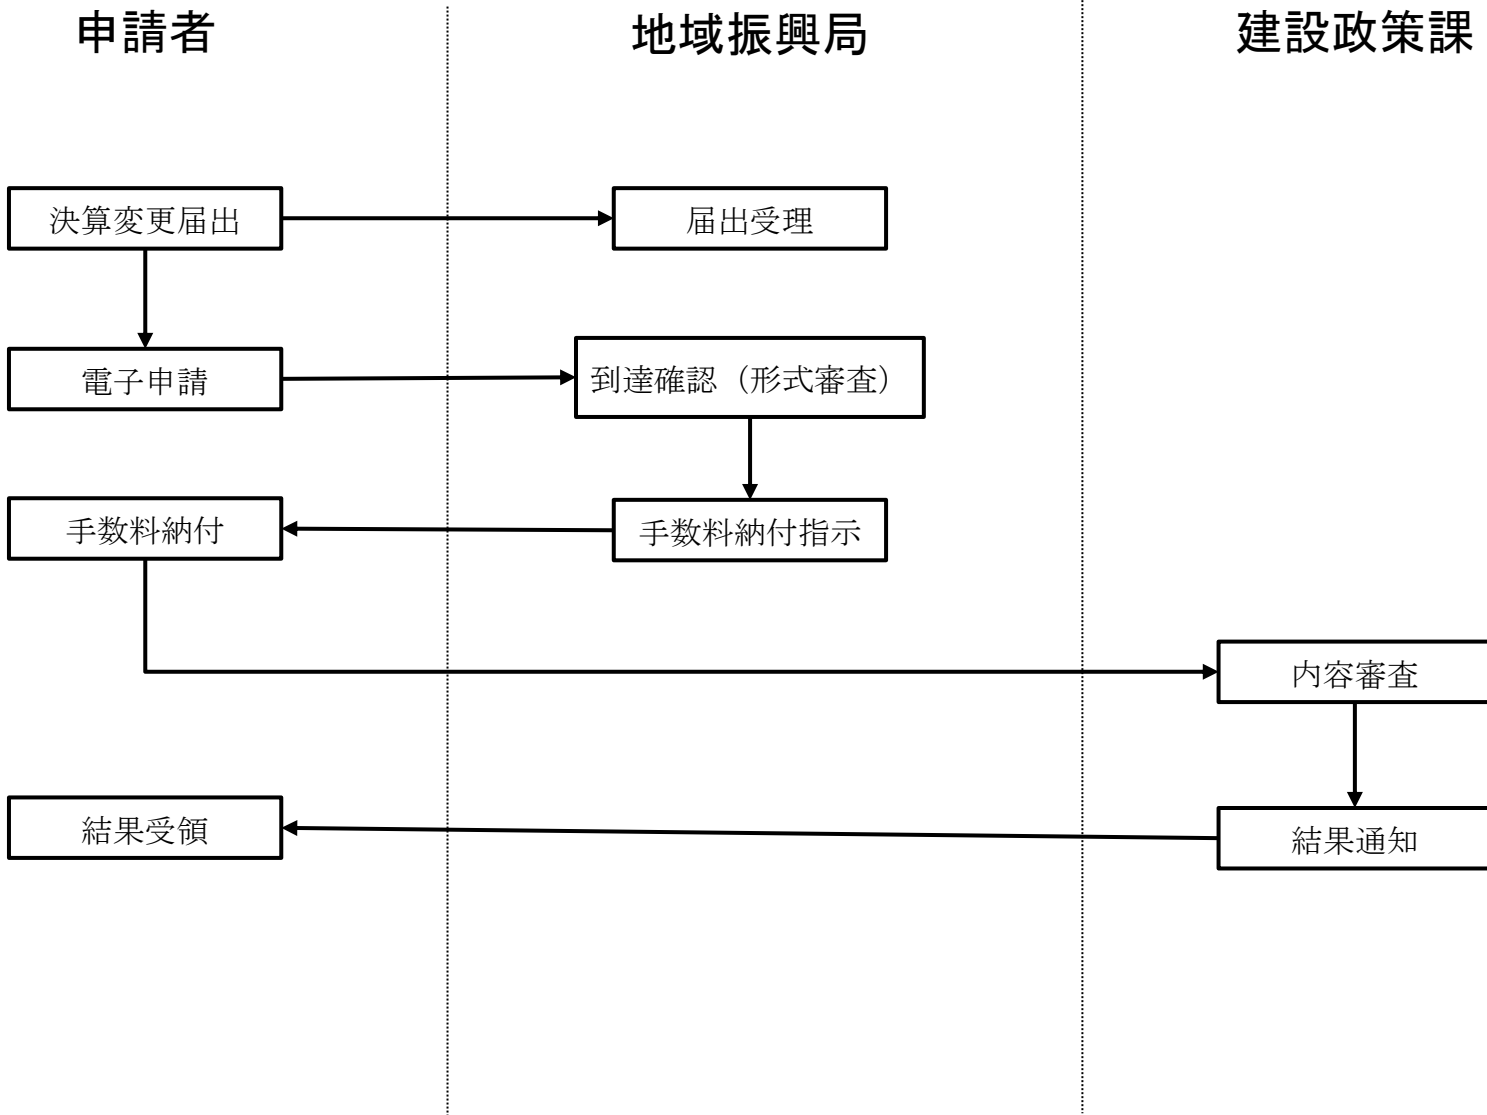 申請者
地域振興局
建設政策課
決算変更届出
届出受理
電子申請
到達確認（形式審査）
手数料納付
手数料納付指示
内容審査
結果受領
結果通知